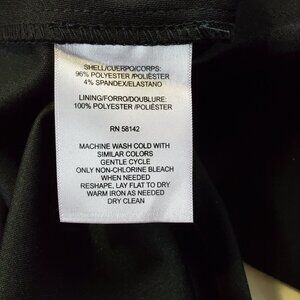 SHELL/CUERPO/CORPS:
96% POLYESTER/POLIÉSTER
4% SPANDEX/ELASTANO
LINING/FORRO/DOUBLURE:
100% POLYESTER/POLIÉSTER
RN 58142
MACHINE WASH COLD WITH
SIMILAR COLORS
GENTLE CYCLE
ONLY NON-CHLORINE BLEACH
WHEN NEEDED
RESHAPE, LAY FLAT TO DRY
WARM IRON AS NEEDED
DRY CLEAN